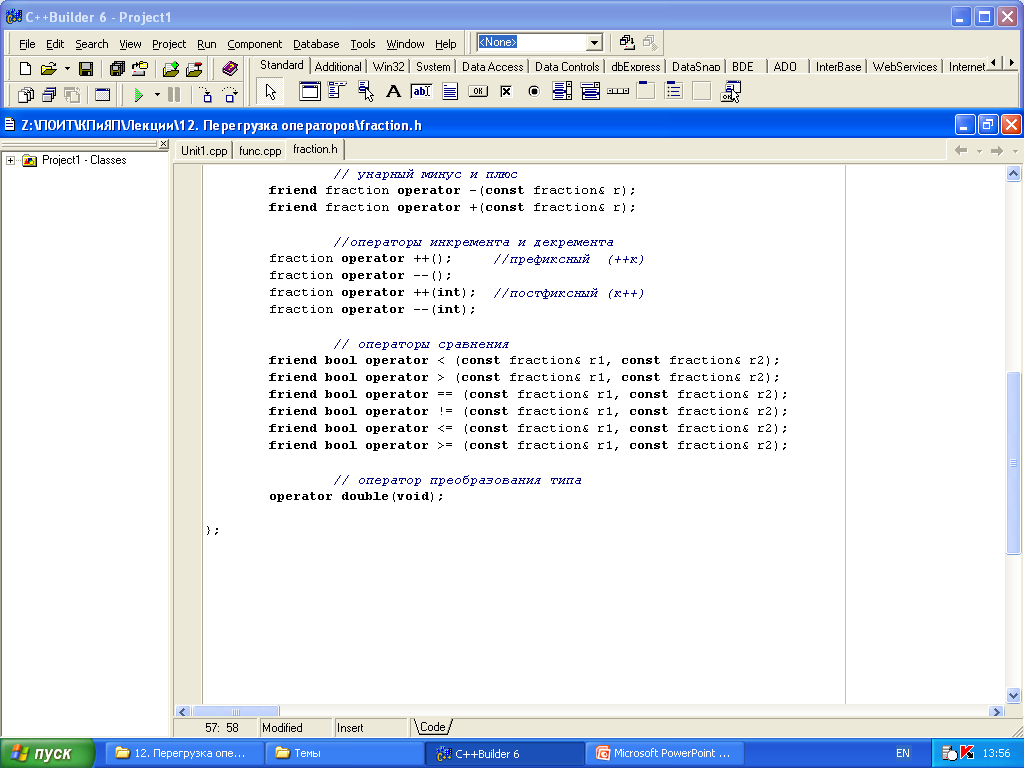 C++Builder 6 - Project1
File Edit Search View Project Run Component Database Tools Window Help <None>
Standard Additional Win32 System Data Access Data Controls dbExpress DataSnap BDE ADO InterBase WebServices Internet
Z:\ПОИТ\КПиЯП\Лекции\12. Перегрузка операторов\fraction.h
Project1 - Classes
Unit1.cpp func.cpp fraction.h
// унарный минус и плюс
friend fraction operator -(const fraction& r);
friend fraction operator +(const fraction& r);
//операторы инкремента и декремента
fraction operator ++(); //префиксный (++к)
fraction operator --();
fraction operator ++(int); //постфиксный (к++)
fraction operator --(int);
// операторы сравнения
friend bool operator < (const fraction& r1, const fraction& r2);
friend bool operator > (const fraction& r1, const fraction& r2);
friend bool operator == (const fraction& r1, const fraction& r2);
friend bool operator != (const fraction& r1, const fraction& r2);
friend bool operator <= (const fraction& r1, const fraction& r2);
friend bool operator >= (const fraction& r1, const fraction& r2);
// оператор преобразования типа
operator double(void);
};
57: 58 Modified Insert Code
пуск 12. Перегрузка опе... Темы C++Builder 6 Microsoft PowerPoint ... EN 13:56